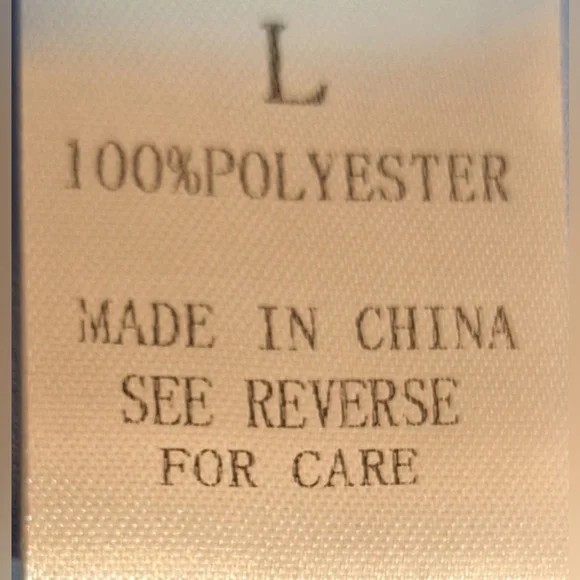 L
100%POLYESTER
MADE IN CHINA
SEE REVERSE
FOR CARE